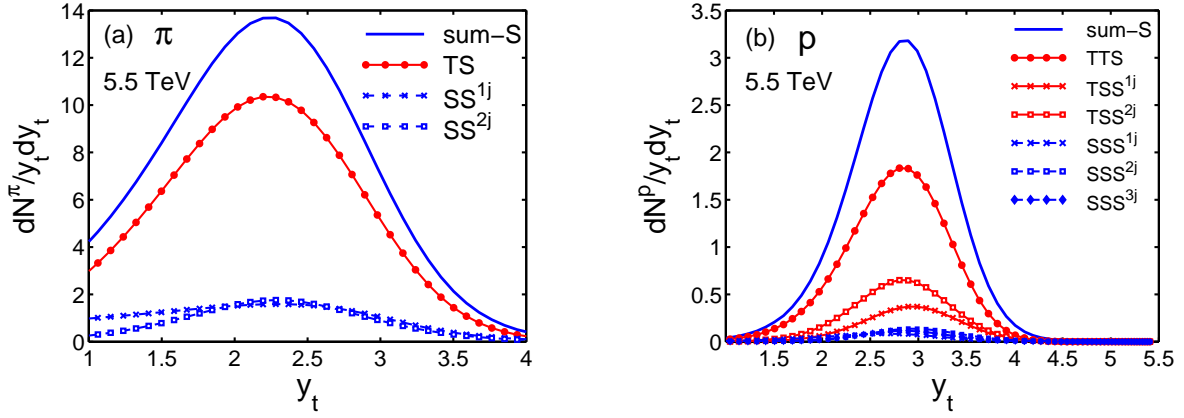 (a) π
5.5 TeV
sum−S
TS
SS^1j
SS^2j
14
12
10
8
6
4
2
0
dN^π/y_t dy_t
1 1.5 2 2.5 3 3.5 4
y_t
(b) p
5.5 TeV
sum−S
TTS
TSS^1j
TSS^2j
SSS^1j
SSS^2j
SSS^3j
3.5
3
2.5
2
1.5
1
0.5
0
dN^p/y_t dy_t
1.5 2 2.5 3 3.5 4 4.5 5 5.5
y_t